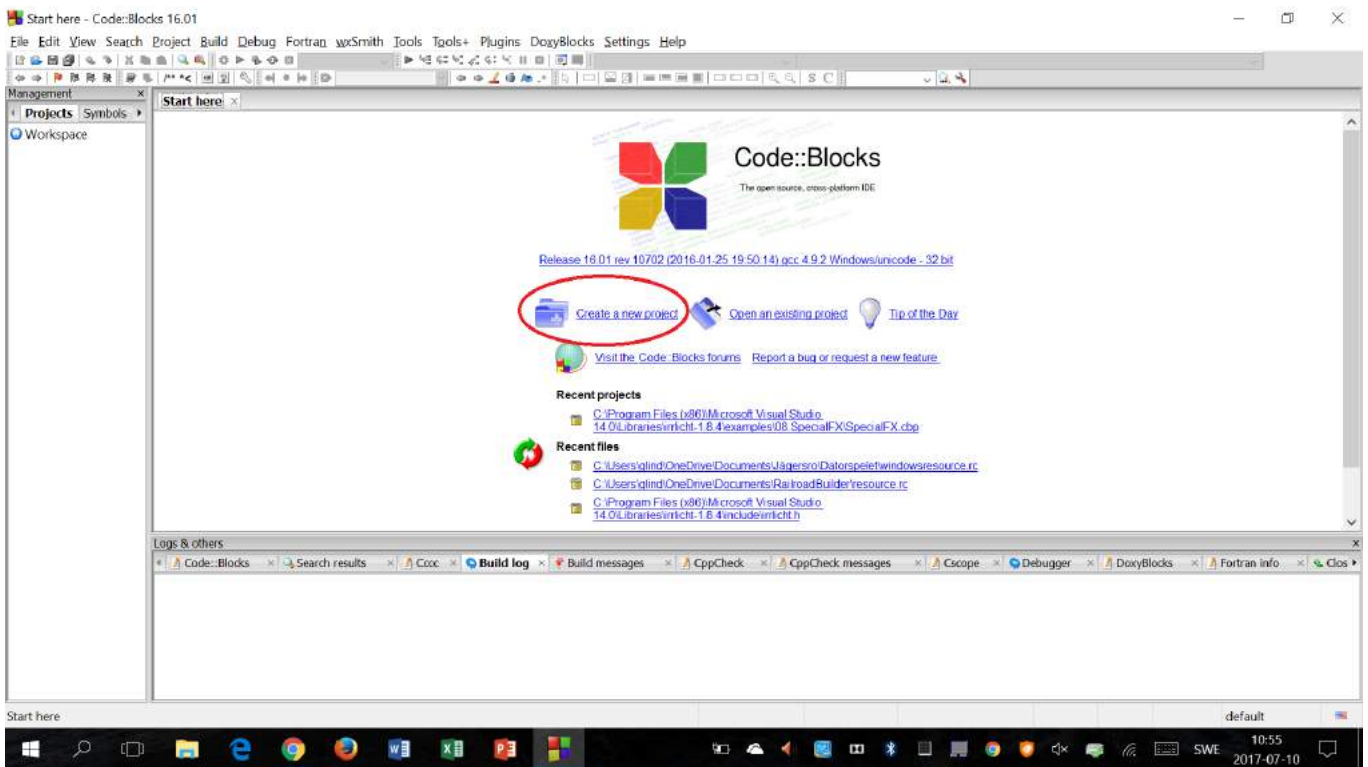 Start here - Code::Blocks 16.01
File Edit View Search Project Build Debug Fortran wxSmith Tools Tools+ Plugins DoxyBlocks Settings Help
Management
Projects Symbols
Workspace
Start here
Code::Blocks
The open source, cross-platform IDE
Release 16.01 rev 10702 (2016-01-25 19:50:14) gcc 4.9.2 Windows/unicode - 32 bit
Create a new project Open an existing project Tip of the Day
Visit the Code::Blocks forums Report a bug or request a new feature
Recent projects
C:\Program Files (x86)\Microsoft Visual Studio
14.0\Libraries\irrlicht-1.8.4\examples\08.SpecialFX\SpecialFX.cbp
Recent files
C:\Users\glind\OneDrive\Documents\Jägersro\Datorspelet\windowsresource.rc
C:\Users\glind\OneDrive\Documents\RailroadBuilder\resource.rc
C:\Program Files (x86)\Microsoft Visual Studio
14.0\Libraries\irrlicht-1.8.4\include\irrlicht.h
Logs & others
Code::Blocks Search results Cccc Build log Build messages CppCheck CppCheck messages Cscope Debugger DoxyBlocks Fortran info Clos
Start here default
SWE 10:55
2017-07-10